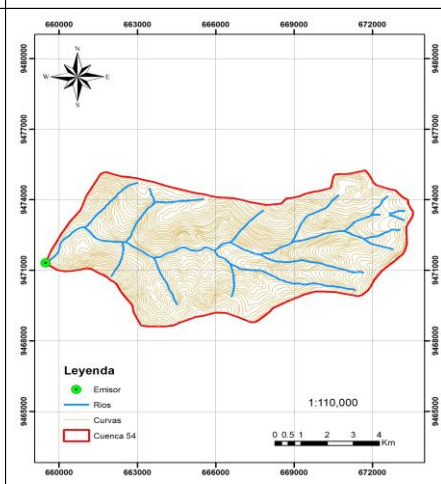 660000 663000 666000 669000 672000
9480000 9480000
N
W E
S
9477000 9477000
9474000 9474000
9471000 9471000
9468000 9468000
9465000 9465000
Leyenda
Emisor
Rios
Curvas
Cuenca 54
1:110,000
0 0.5 1 2 3 4
Km
660000 663000 666000 669000 672000